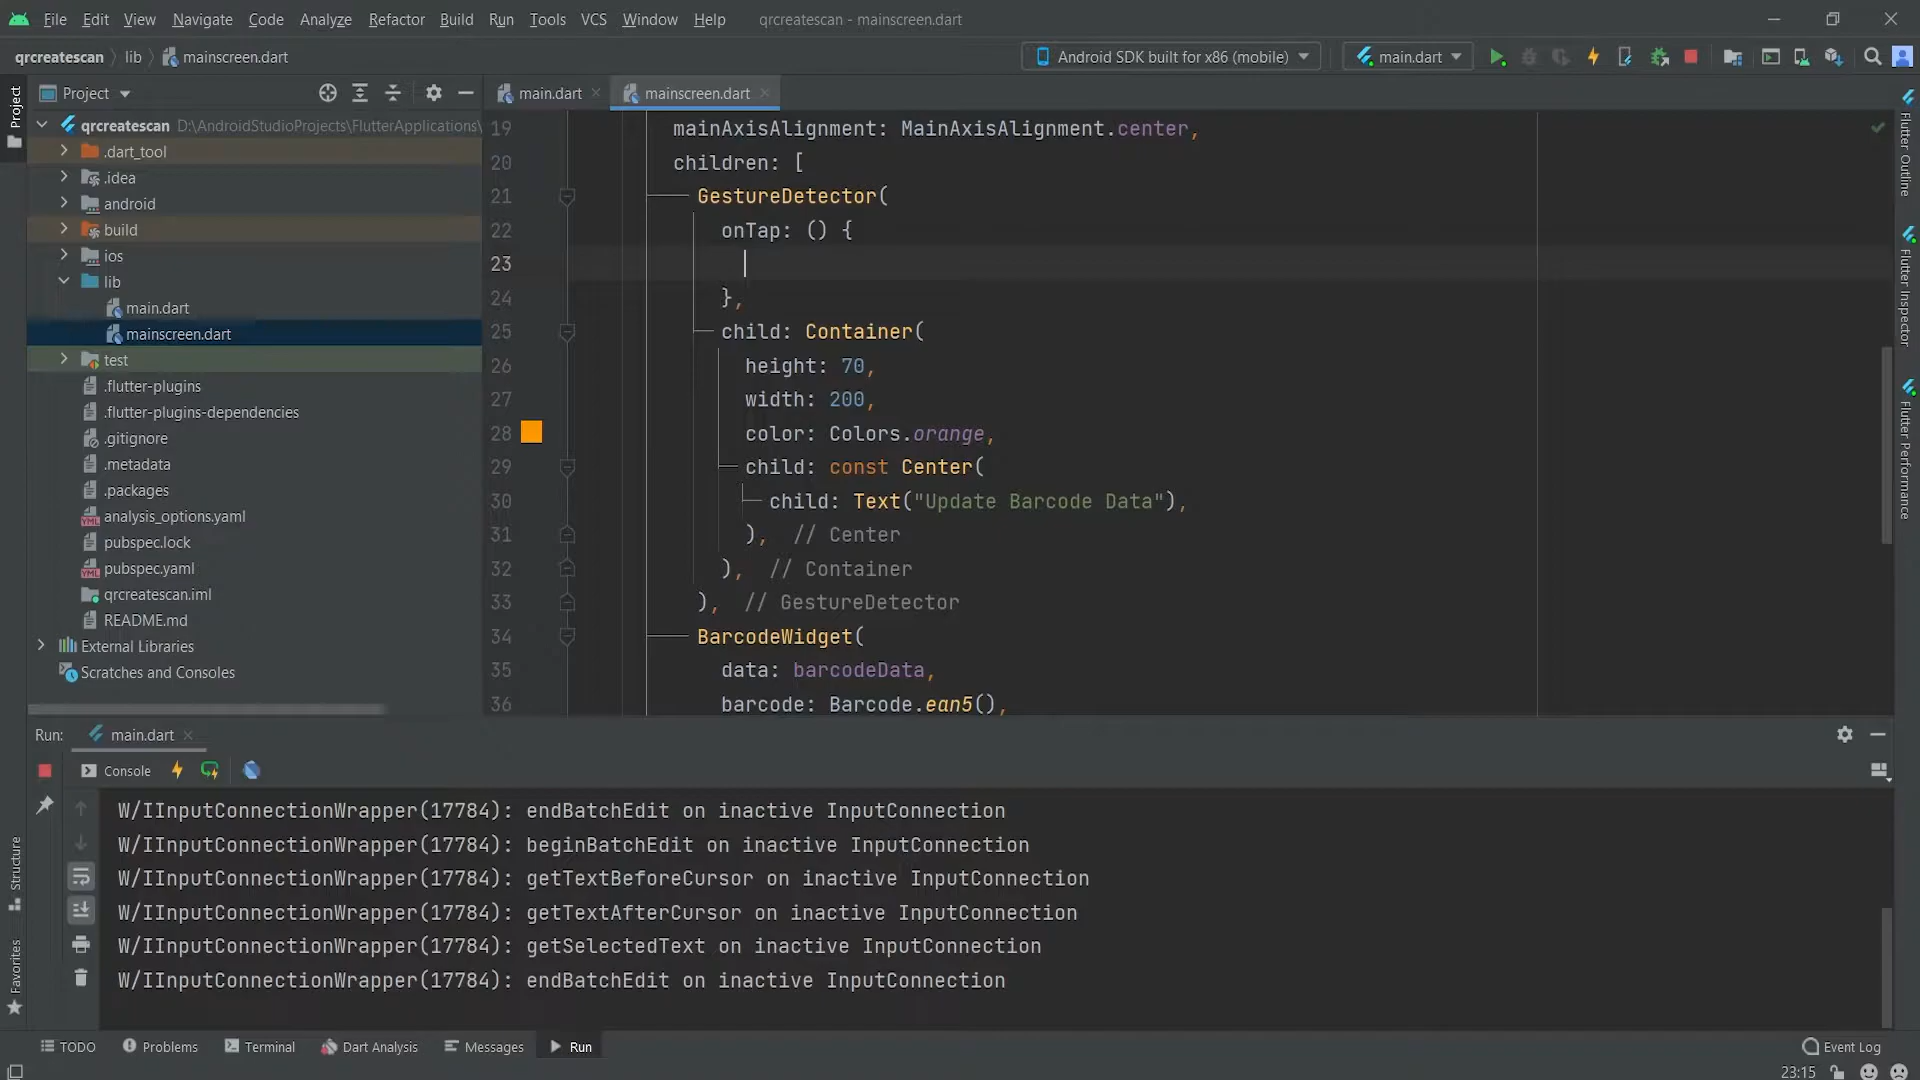 File Edit View Navigate Code Analyze Refactor Build Run Tools VCS Window Help qrcreatescan - mainscreen.dart
qrcreatescan lib mainscreen.dart Android SDK built for x86 (mobile) main.dart
Project Project main.dart mainscreen.dart
qrcreatescan D:\AndroidStudioProjects\FlutterApplications\
.dart_tool
.idea
android
build
ios
lib
main.dart
mainscreen.dart
test
.flutter-plugins
.flutter-plugins-dependencies
.gitignore
.metadata
.packages
analysis_options.yaml
pubspec.lock
pubspec.yaml
qrcreatescan.iml
README.md
External Libraries
Scratches and Consoles
19 mainAxisAlignment: MainAxisAlignment.center,
20 children: [
21 GestureDetector(
22 onTap: () {
23
24 },
25 child: Container(
26 height: 70,
27 width: 200,
28 color: Colors.orange,
29 child: const Center(
30 child: Text("Update Barcode Data"),
31 ), // Center
32 ), // Container
33 ), // GestureDetector
34 BarcodeWidget(
35 data: barcodeData,
36 barcode: Barcode.ean5(),
Flutter Outline
Flutter Inspector
Flutter Performance
Run: main.dart
Console
W/IInputConnectionWrapper(17784): endBatchEdit on inactive InputConnection
W/IInputConnectionWrapper(17784): beginBatchEdit on inactive InputConnection
W/IInputConnectionWrapper(17784): getTextBeforeCursor on inactive InputConnection
W/IInputConnectionWrapper(17784): getTextAfterCursor on inactive InputConnection
W/IInputConnectionWrapper(17784): getSelectedText on inactive InputConnection
W/IInputConnectionWrapper(17784): endBatchEdit on inactive InputConnection
Structure
Favorites
TODO Problems Terminal Dart Analysis Messages Run Event Log
23:15